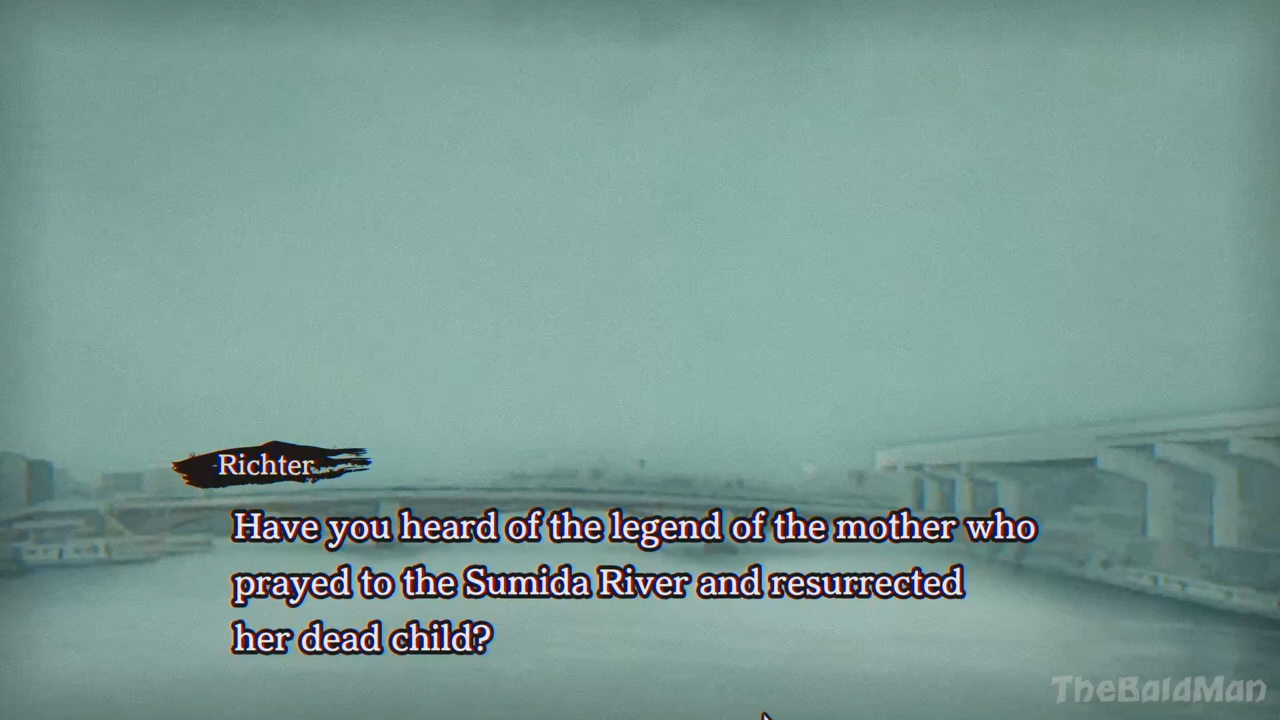 Richter
Have you heard of the legend of the mother who
prayed to the Sumida River and resurrected
her dead child?
TheBaldMan